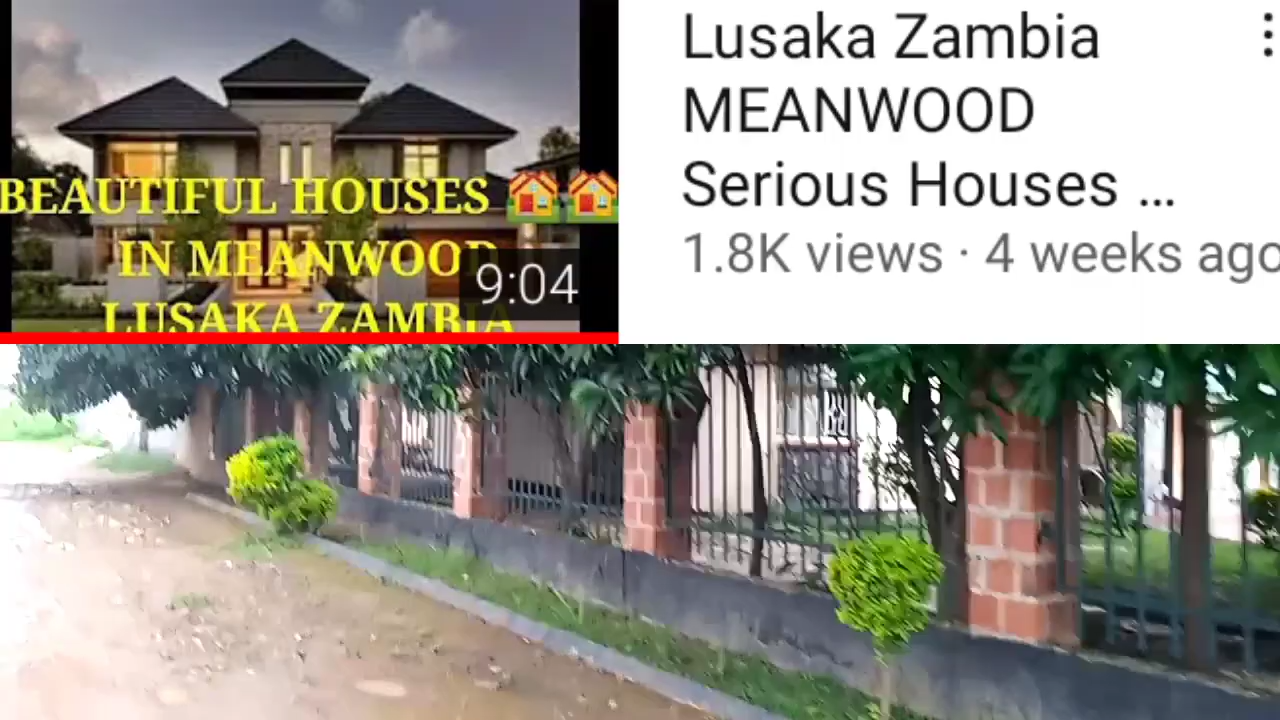 BEAUTIFUL HOUSES 🏠🏠
IN MEANWOOD
LUSAKA ZAMBIA
9:04
Lusaka Zambia
MEANWOOD
Serious Houses ...
1.8K views · 4 weeks ago